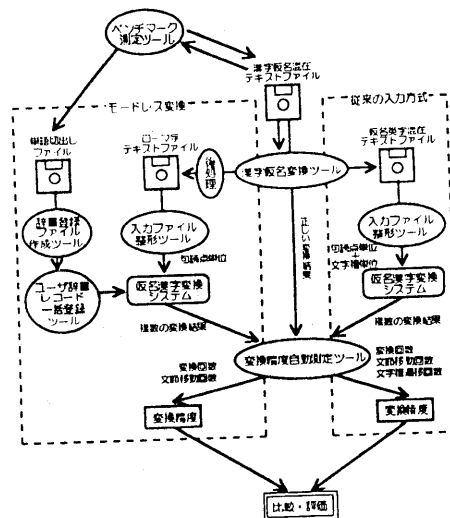 ベンチマーク
測定ツール
漢字仮名混在
テキストファイル
モードレス変換
従来の入力方式
単語切出し
ファイル
ローマ字
テキストファイル
仮名英字混在
テキストファイル
後処理
漢字仮名変換ツール
辞書登録
ファイル
作成ツール
入力ファイル
整形ツール
入力ファイル
整形ツール
句読点単位
正しい変換結果
句読点単位
+
文字種単位
ユーザ辞書
レコード
一括登録
ツール
仮名漢字変換
システム
仮名漢字変換
システム
複数の変換結果
複数の変換結果
変換精度自動測定ツール
変換回数
文節移動回数
変換回数
文節移動回数
文字種最移回数
変換精度
変換精度
比較・評価